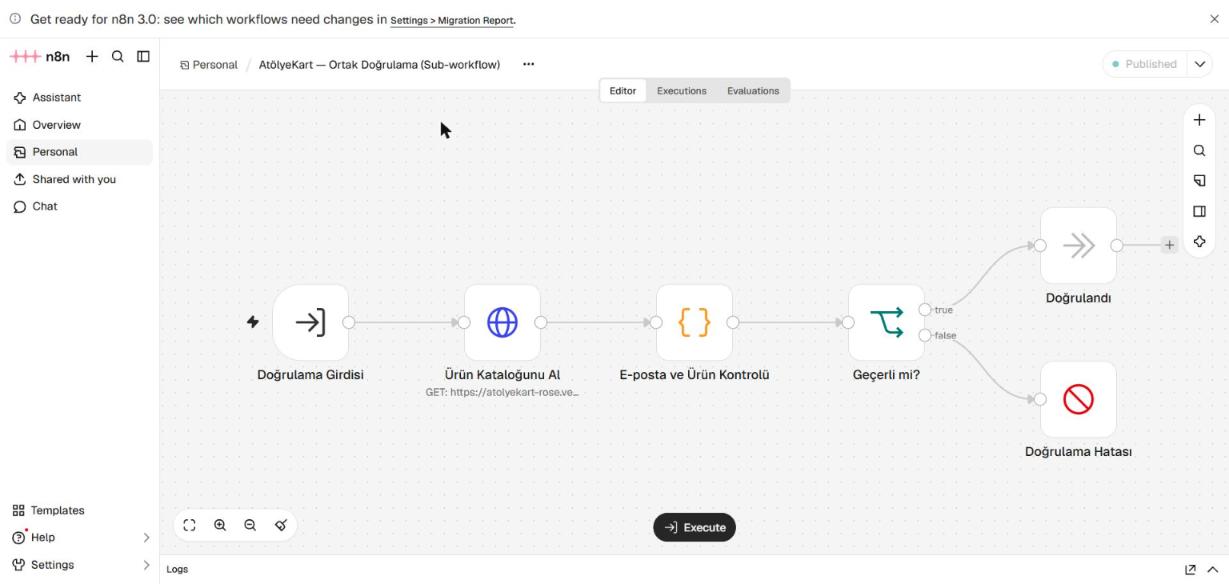 Get ready for n8n 3.0: see which workflows need changes in Settings > Migration Report.
n8n
Personal / AtölyeKart — Ortak Doğrulama (Sub-workflow)
Published
Editor Executions Evaluations
Assistant
Overview
Personal
Shared with you
Chat
true
false
Doğrulandı
Doğrulama Girdisi
Ürün Kataloğunu Al
GET: https://atolyekart-rose.ve...
E-posta ve Ürün Kontrolü
Geçerli mi?
Doğrulama Hatası
Templates
Help
Settings
Execute
Logs